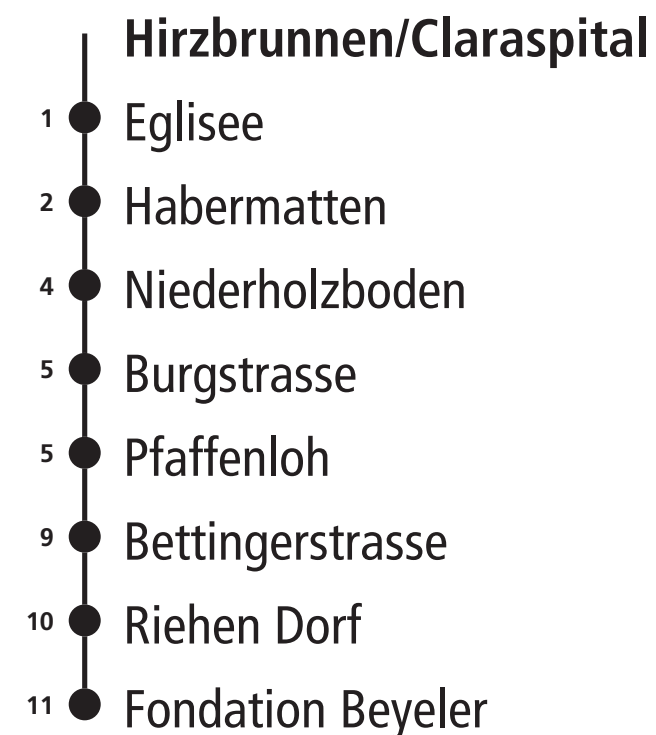 Hirzbrunnen/Claraspital
1 Eglisee
2 Habermatten
4 Niederholzboden
5 Burgstrasse
5 Pfaffenloh
9 Bettingerstrasse
10 Riehen Dorf
11 Fondation Beyeler